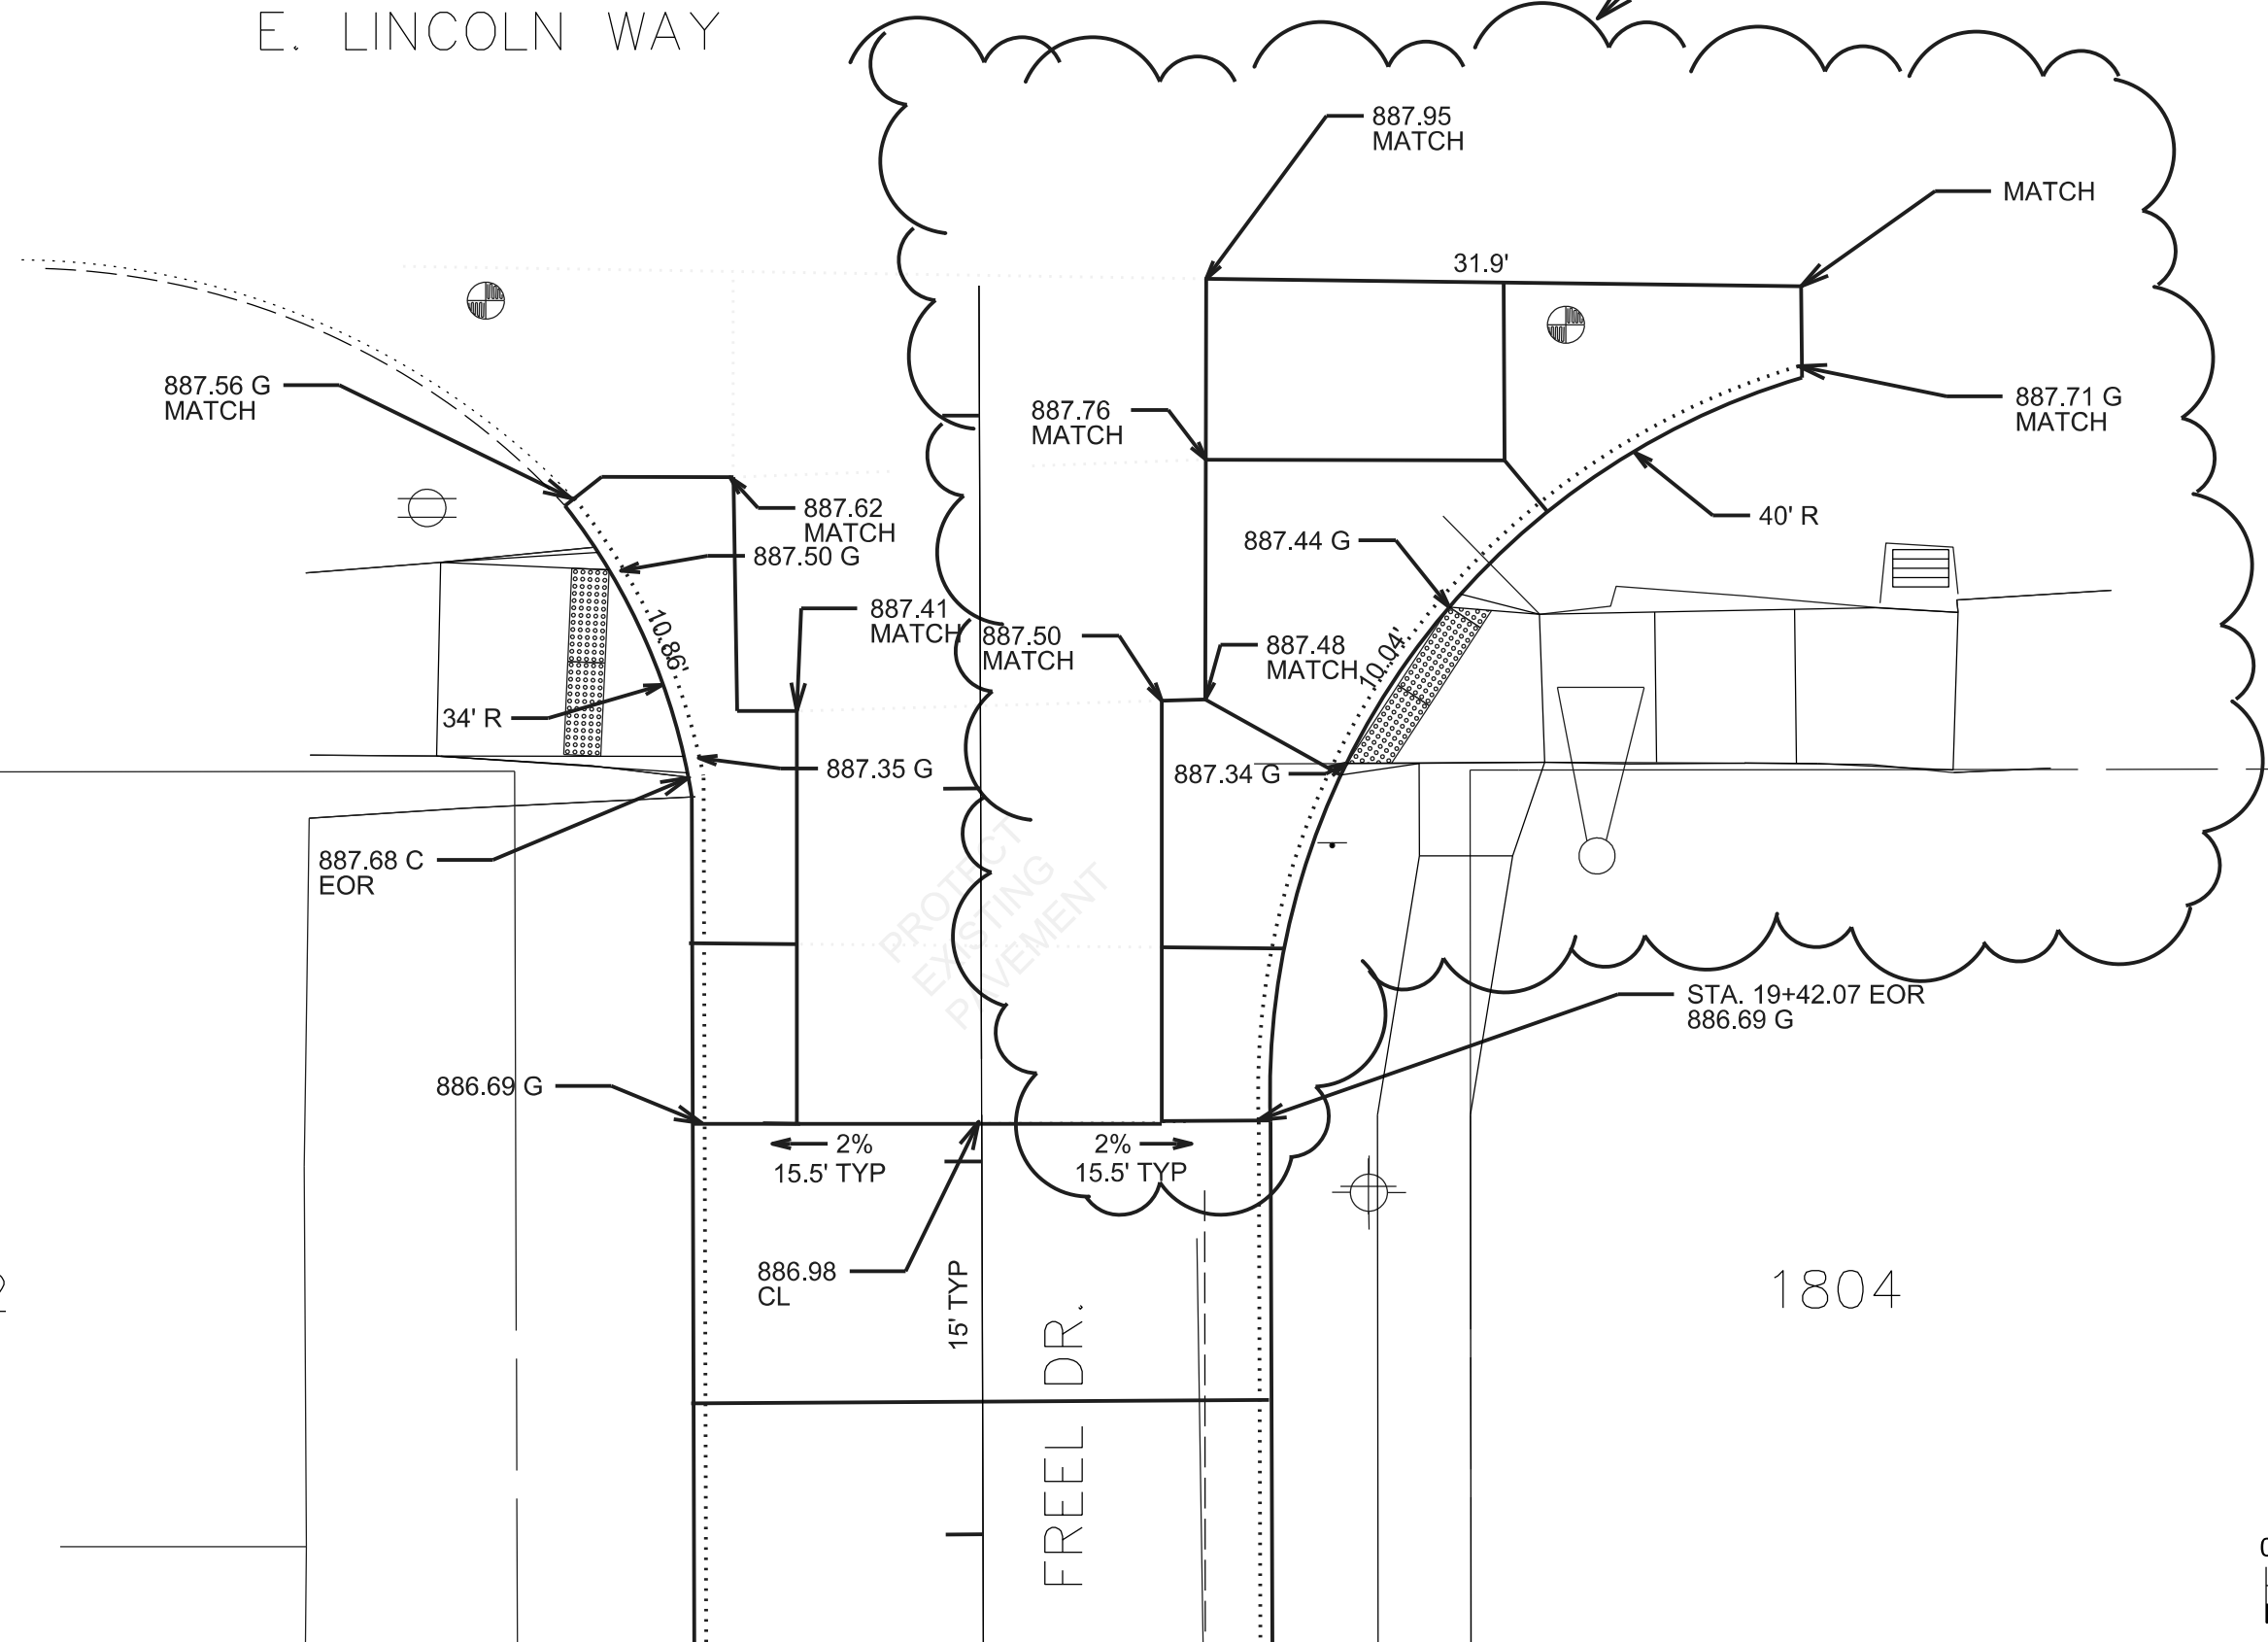 E. LINCOLN WAY
887.95
MATCH
MATCH
31.9'
887.56 G
MATCH
887.76
MATCH
887.71 G
MATCH
887.62
MATCH
887.50 G
40' R
887.44 G
887.41
MATCH
887.50
MATCH
887.48
MATCH
10.86'
10.04'
34' R
887.35 G
887.34 G
887.68 C
EOR
PROTECT
EXISTING
PAVEMENT
STA. 19+42.07 EOR
886.69 G
886.69 G
2%
15.5' TYP
2%
15.5' TYP
886.98
CL
15' TYP
FREEL DR.
1804